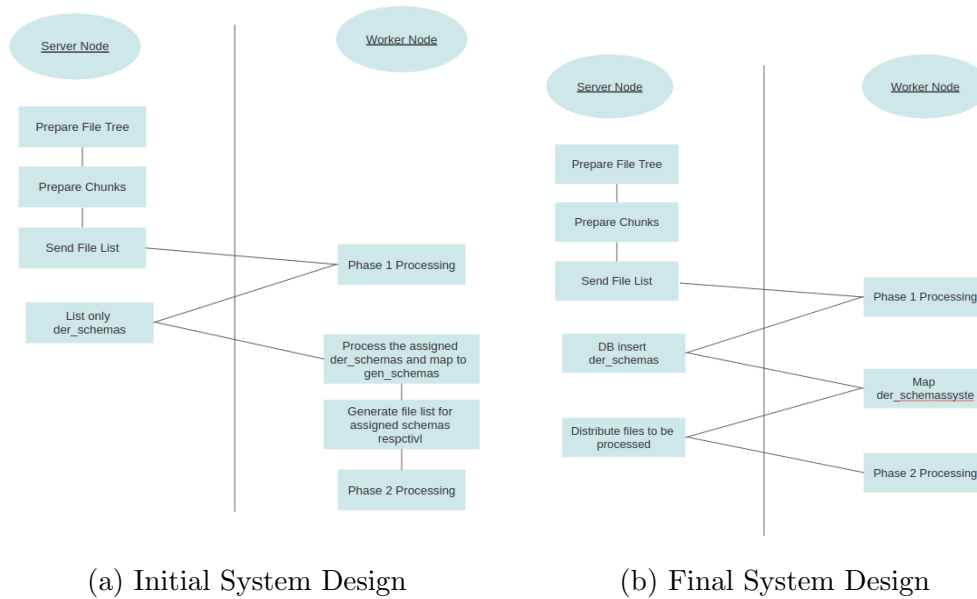 Server Node
Worker Node
Prepare File Tree
Prepare Chunks
Send File List
Phase 1 Processing
List only
der_schemas
Process the assigned
der_schemas and map to
gen_schemas
Generate file list for
assigned schemas
respctivl
Phase 2 Processing
(a) Initial System Design
Server Node
Worker Node
Prepare File Tree
Prepare Chunks
Send File List
Phase 1 Processing
DB insert
der_schemas
Map
der_schemassyste
Distribute files to be
processed
Phase 2 Processing
(b) Final System Design